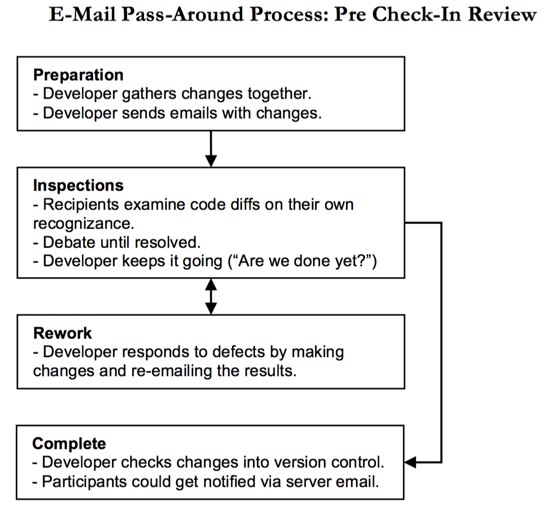 E-Mail Pass-Around Process: Pre Check-In Review
Preparation
- Developer gathers changes together.
- Developer sends emails with changes.
Inspections
- Recipients examine code diffs on their own
recognizance.
- Debate until resolved.
- Developer keeps it going (“Are we done yet?”)
Rework
- Developer responds to defects by making
changes and re-emailing the results.
Complete
- Developer checks changes into version control.
- Participants could get notified via server email.